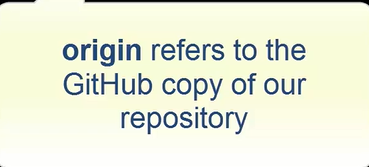 origin refers to the
GitHub copy of our
repository